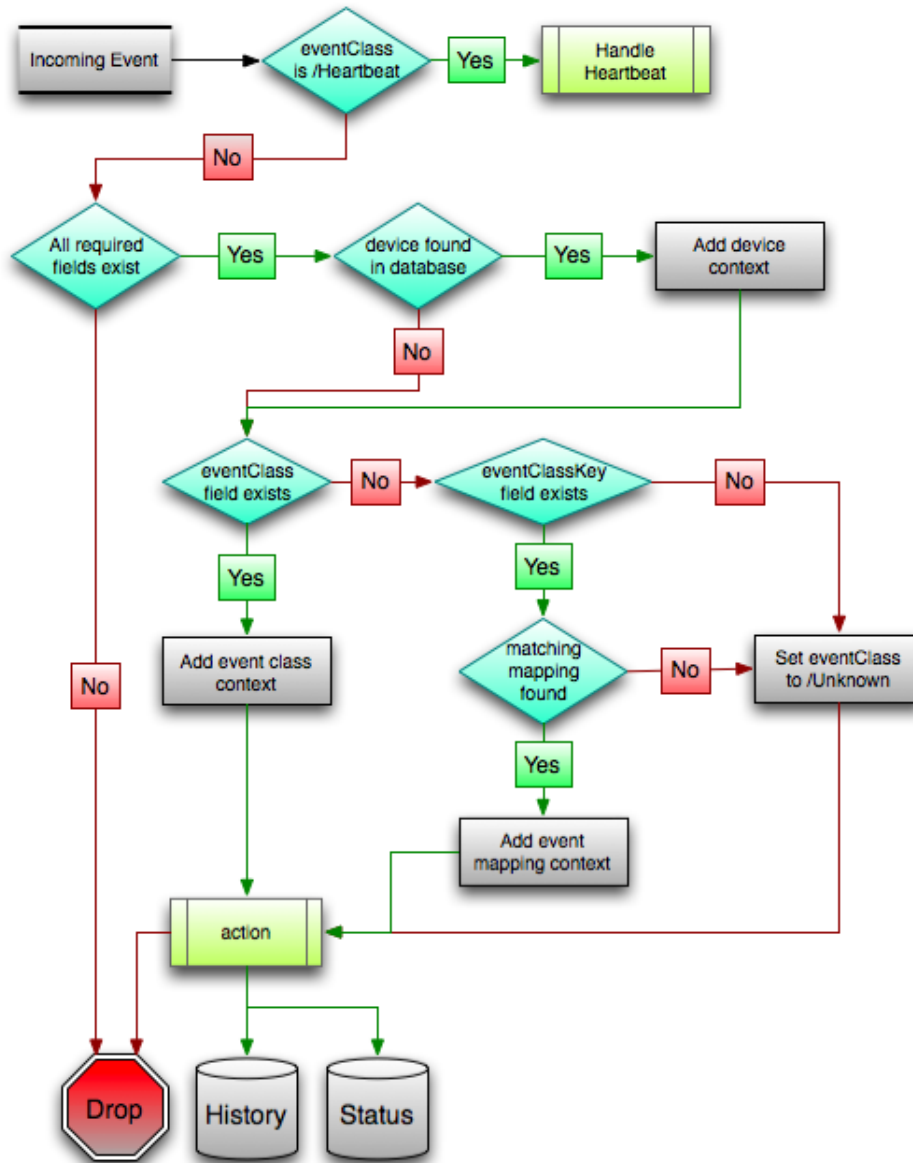 Incoming Event
eventClass
is /Heartbeat
Yes
Handle
Heartbeat
No
All required
fields exist
Yes
device found
in database
Yes
Add device
context
No
eventClass
field exists
No
eventClassKey
field exists
No
Yes
Yes
Add event class
context
matching
mapping
found
No
Set eventClass
to /Unknown
No
Yes
Add event
mapping context
action
Drop
History
Status